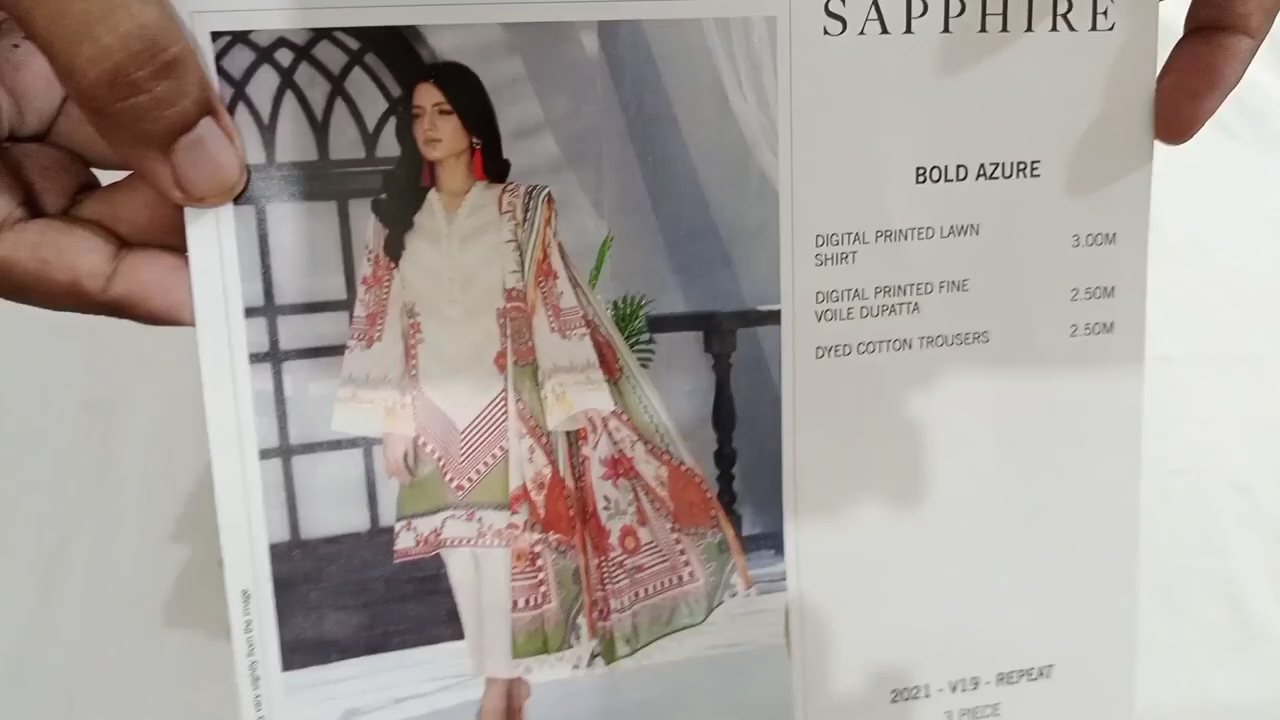 SAPPHIRE
BOLD AZURE
DIGITAL PRINTED LAWN
SHIRT
3.00M
DIGITAL PRINTED FINE
VOILE DUPATTA
2.50M
DYED COTTON TROUSERS
2.50M
2021 - V19 - REPEAT
3 PIECE